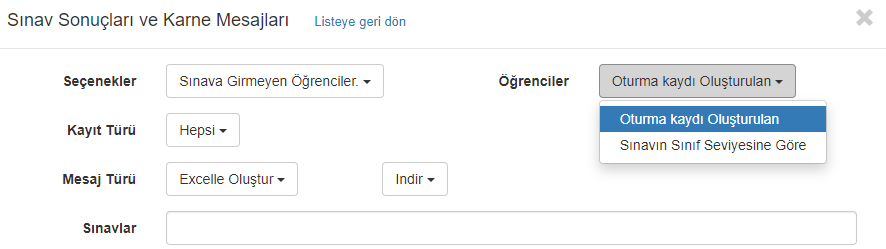 Sınav Sonuçları ve Karne Mesajları Listeye geri dön
Seçenekler Sınava Girmeyen Öğrenciler. Öğrenciler Oturma kaydı Oluşturulan
Oturma kaydı Oluşturulan
Kayıt Türü Hepsi
Sınavın Sınıf Seviyesine Göre
Mesaj Türü Excelle Oluştur Indir
Sınavlar